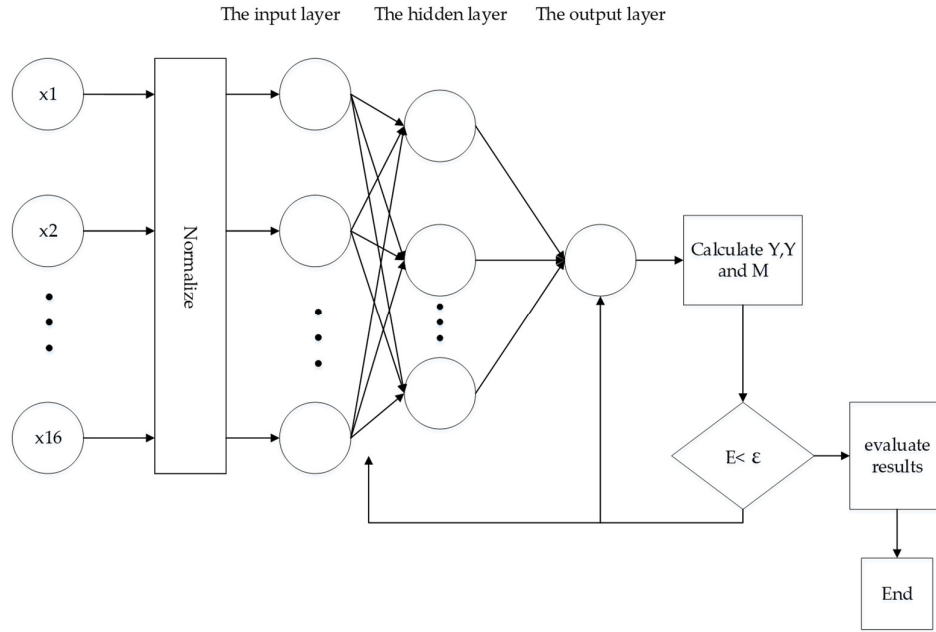 The input layer
The hidden layer
The output layer
x1
x2
x16
Normalize
Calculate Y,Y
and M
E< ε
evaluate
results
End